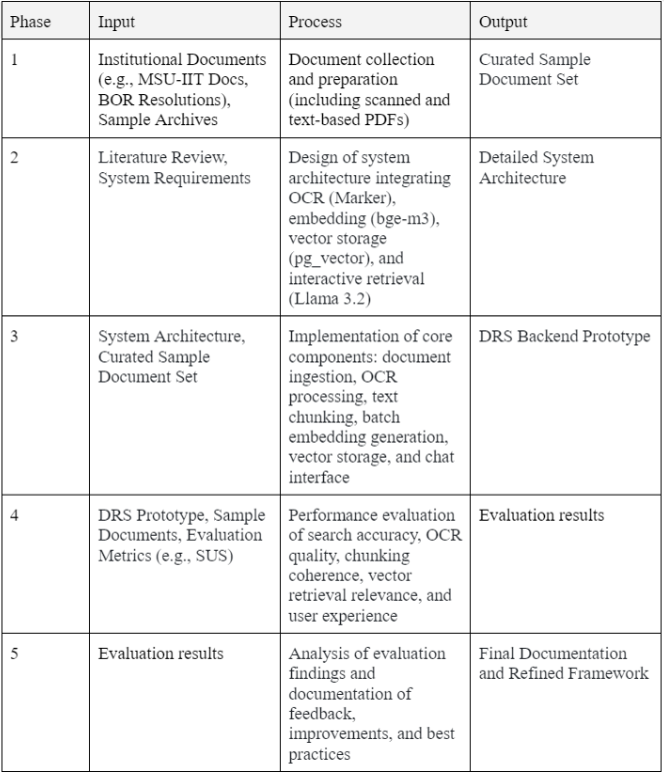 Phase
Input
Process
Output
1
Institutional Documents
(e.g., MSU-IIT Docs,
BOR Resolutions),
Sample Archives
Document collection
and preparation
(including scanned and
text-based PDFs)
Curated Sample
Document Set
2
Literature Review,
System Requirements
Design of system
architecture integrating
OCR (Marker),
embedding (bge-m3),
vector storage
(pg_vector), and
interactive retrieval
(Llama 3.2)
Detailed System
Architecture
3
System Architecture,
Curated Sample
Document Set
Implementation of core
components: document
ingestion, OCR
processing, text
chunking, batch
embedding generation,
vector storage, and chat
interface
DRS Backend Prototype
4
DRS Prototype, Sample
Documents, Evaluation
Metrics (e.g., SUS)
Performance evaluation
of search accuracy, OCR
quality, chunking
coherence, vector
retrieval relevance, and
user experience
Evaluation results
5
Evaluation results
Analysis of evaluation
findings and
documentation of
feedback,
improvements, and best
practices
Final Documentation
and Refined Framework